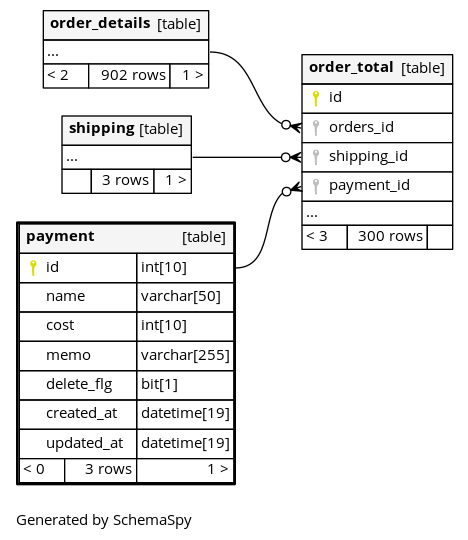 order_details [table]
...
< 2 902 rows 1 >
shipping [table]
...
3 rows 1 >
order_total [table]
id
orders_id
shipping_id
payment_id
...
< 3 300 rows
payment [table]
id int[10]
name varchar[50]
cost int[10]
memo varchar[255]
delete_flg bit[1]
created_at datetime[19]
updated_at datetime[19]
< 0 3 rows 1 >
Generated by SchemaSpy